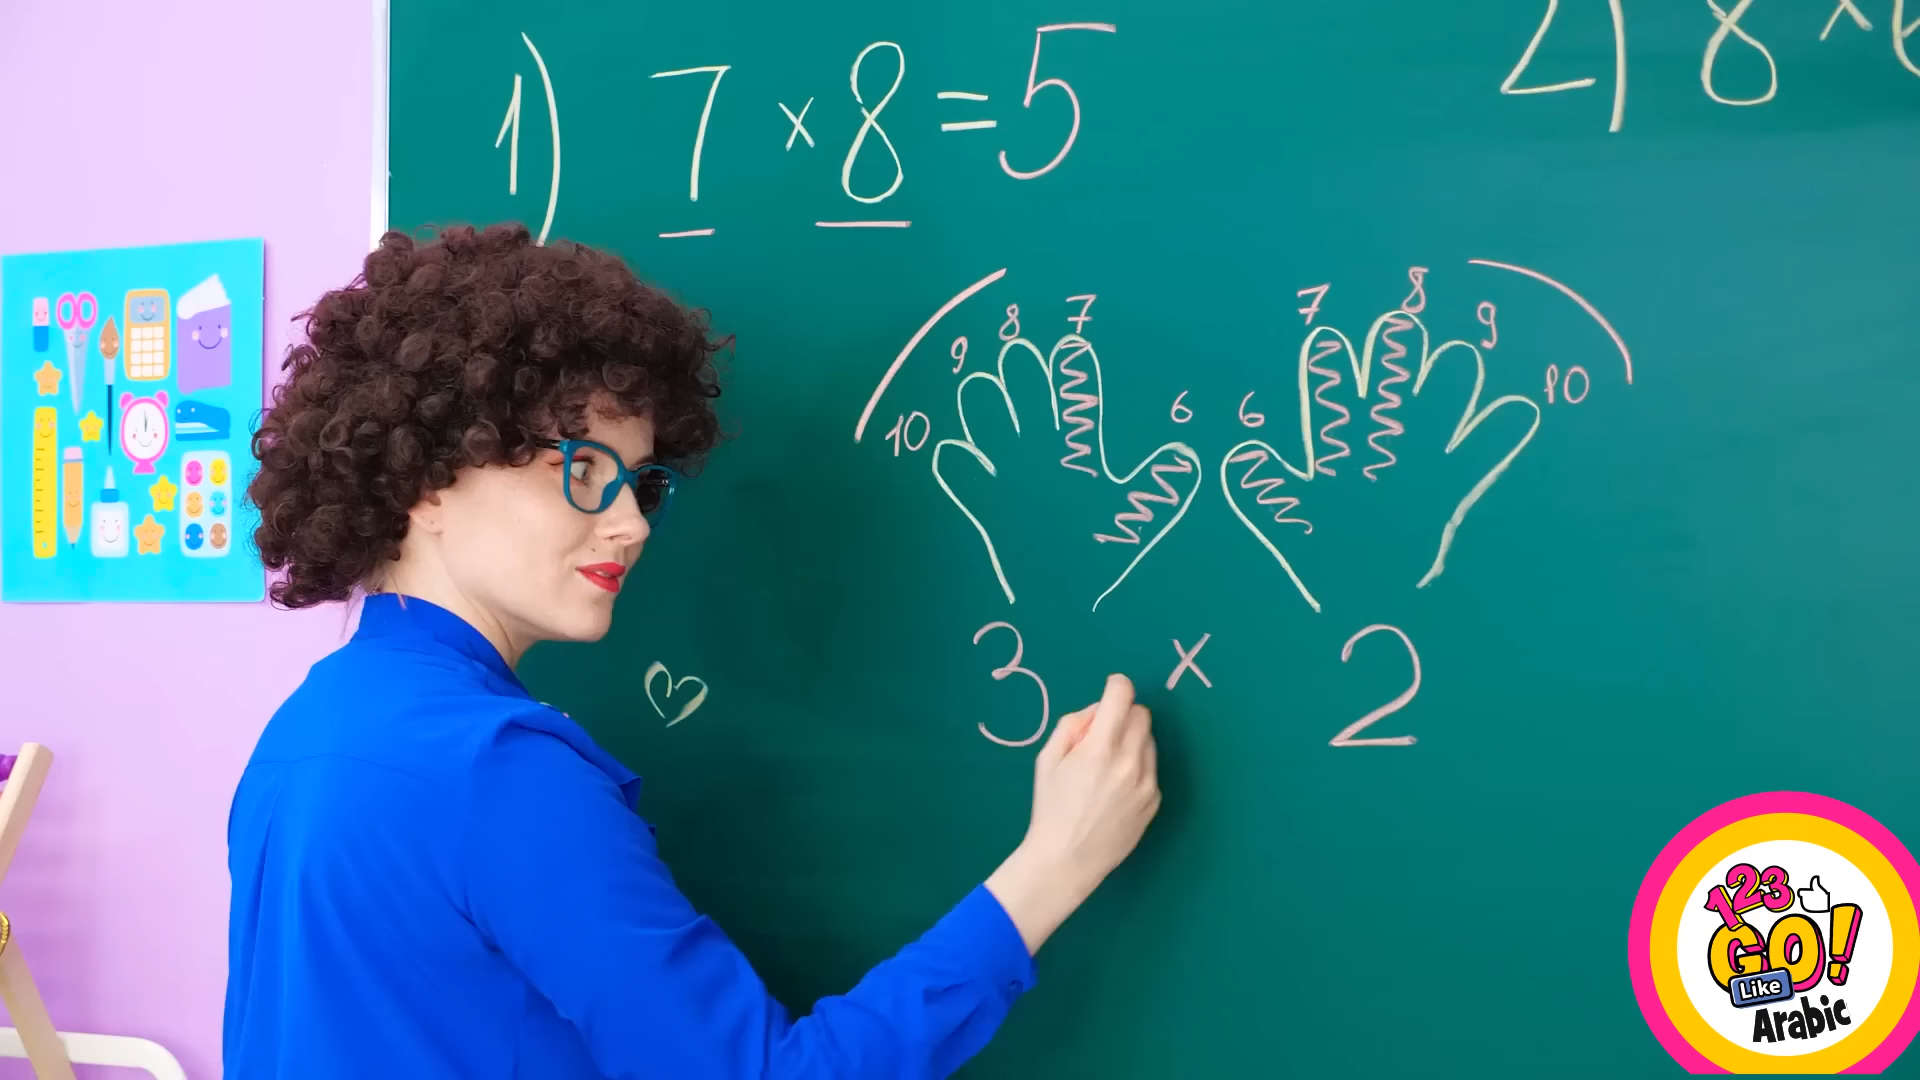 1) 7 × 8 = 5
2) 8 ×
10 9 8 7 6
6 7 8 9 10
3 × 2
123
GO!
Like
Arabic